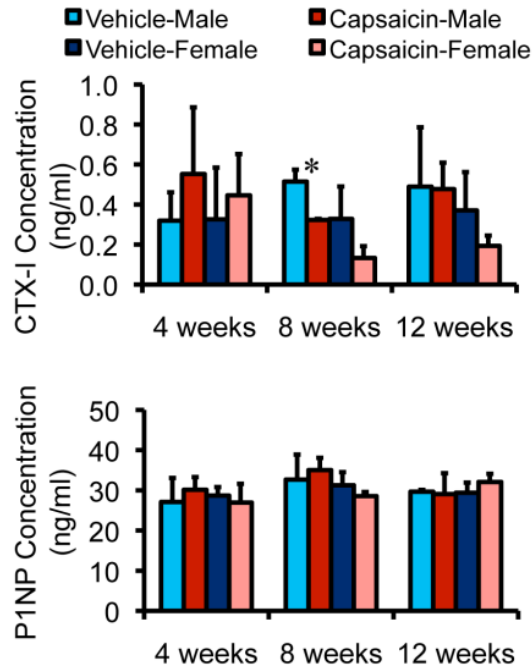 Vehicle-Male Capsaicin-Male
Vehicle-Female Capsaicin-Female
CTX-I Concentration
(ng/ml)
1.0
0.8
0.6
0.4
0.2
0.0
*
4 weeks 8 weeks 12 weeks
P1NP Concentration
(ng/ml)
50
40
30
20
10
0
4 weeks 8 weeks 12 weeks